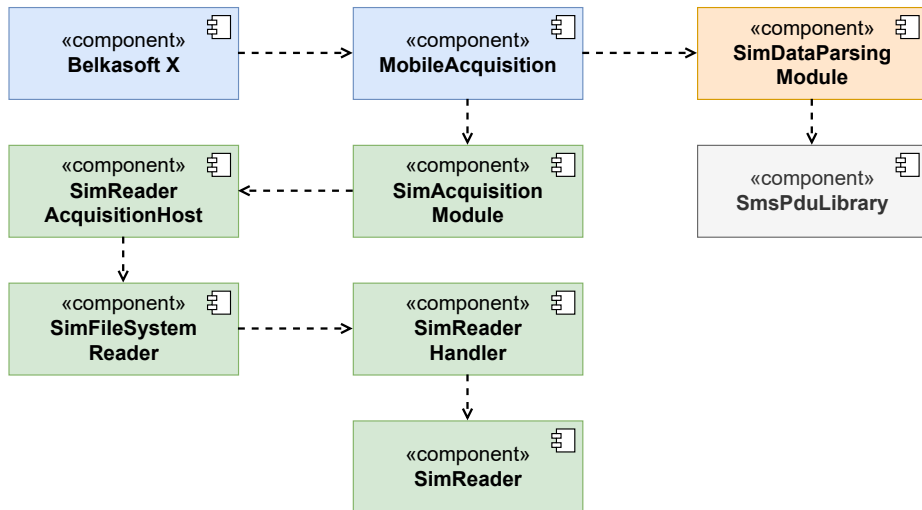 «component»
Belkasoft X
«component»
MobileAcquisition
«component»
SimDataParsing
Module
«component»
SimReader
AcquisitionHost
«component»
SimAcquisition
Module
«component»
SmsPduLibrary
«component»
SimFileSystem
Reader
«component»
SimReader
Handler
«component»
SimReader